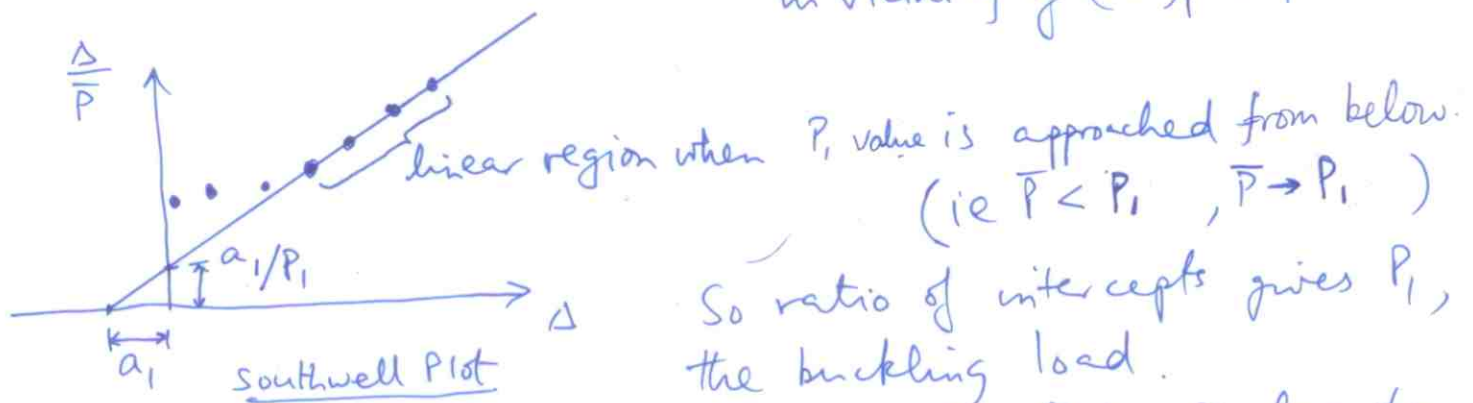 Δ
P̅
linear region when P₁ value is approached from below.
(ie P̅ < P₁ , P̅ → P₁ )
a₁/P₁
So ratio of intercepts gives P₁,
Δ
the buckling load.
a₁
Southwell Plot